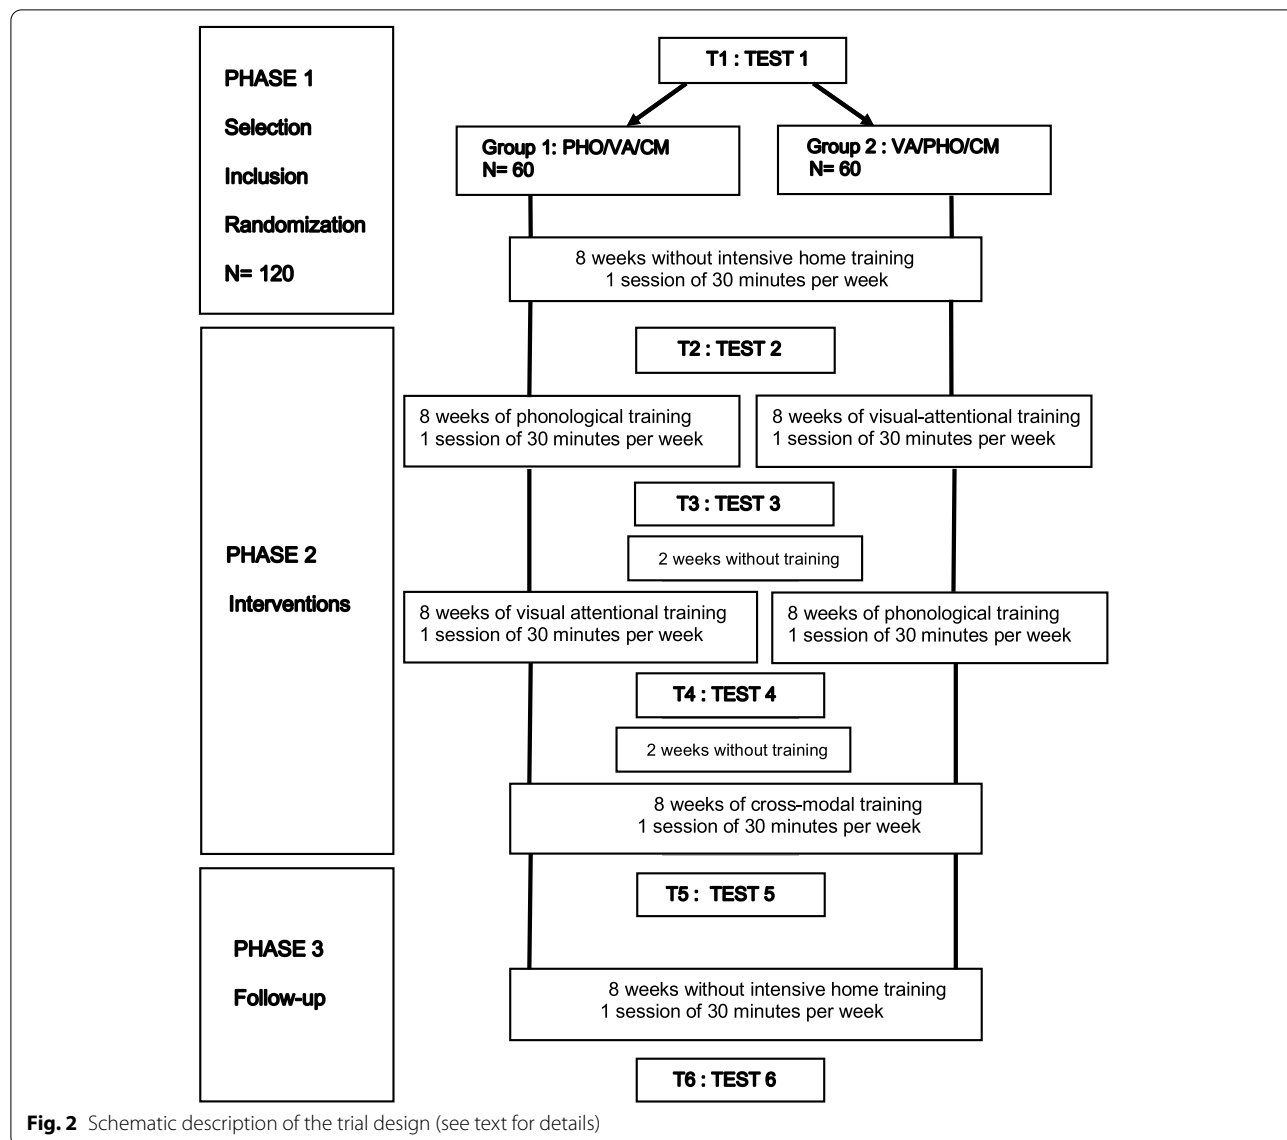 PHASE 1
Selection
Inclusion
Randomization
N= 120
T1 : TEST 1
Group 1: PHO/VA/CM
N= 60
Group 2 : VA/PHO/CM
N= 60
8 weeks without intensive home training
1 session of 30 minutes per week
PHASE 2
Interventions
T2 : TEST 2
8 weeks of phonological training
1 session of 30 minutes per week
8 weeks of visual-attentional training
1 session of 30 minutes per week
T3 : TEST 3
2 weeks without training
8 weeks of visual attentional training
1 session of 30 minutes per week
8 weeks of phonological training
1 session of 30 minutes per week
T4 : TEST 4
2 weeks without training
8 weeks of cross-modal training
1 session of 30 minutes per week
PHASE 3
Follow-up
T5 : TEST 5
8 weeks without intensive home training
1 session of 30 minutes per week
T6 : TEST 6
Fig. 2 Schematic description of the trial design (see text for details)